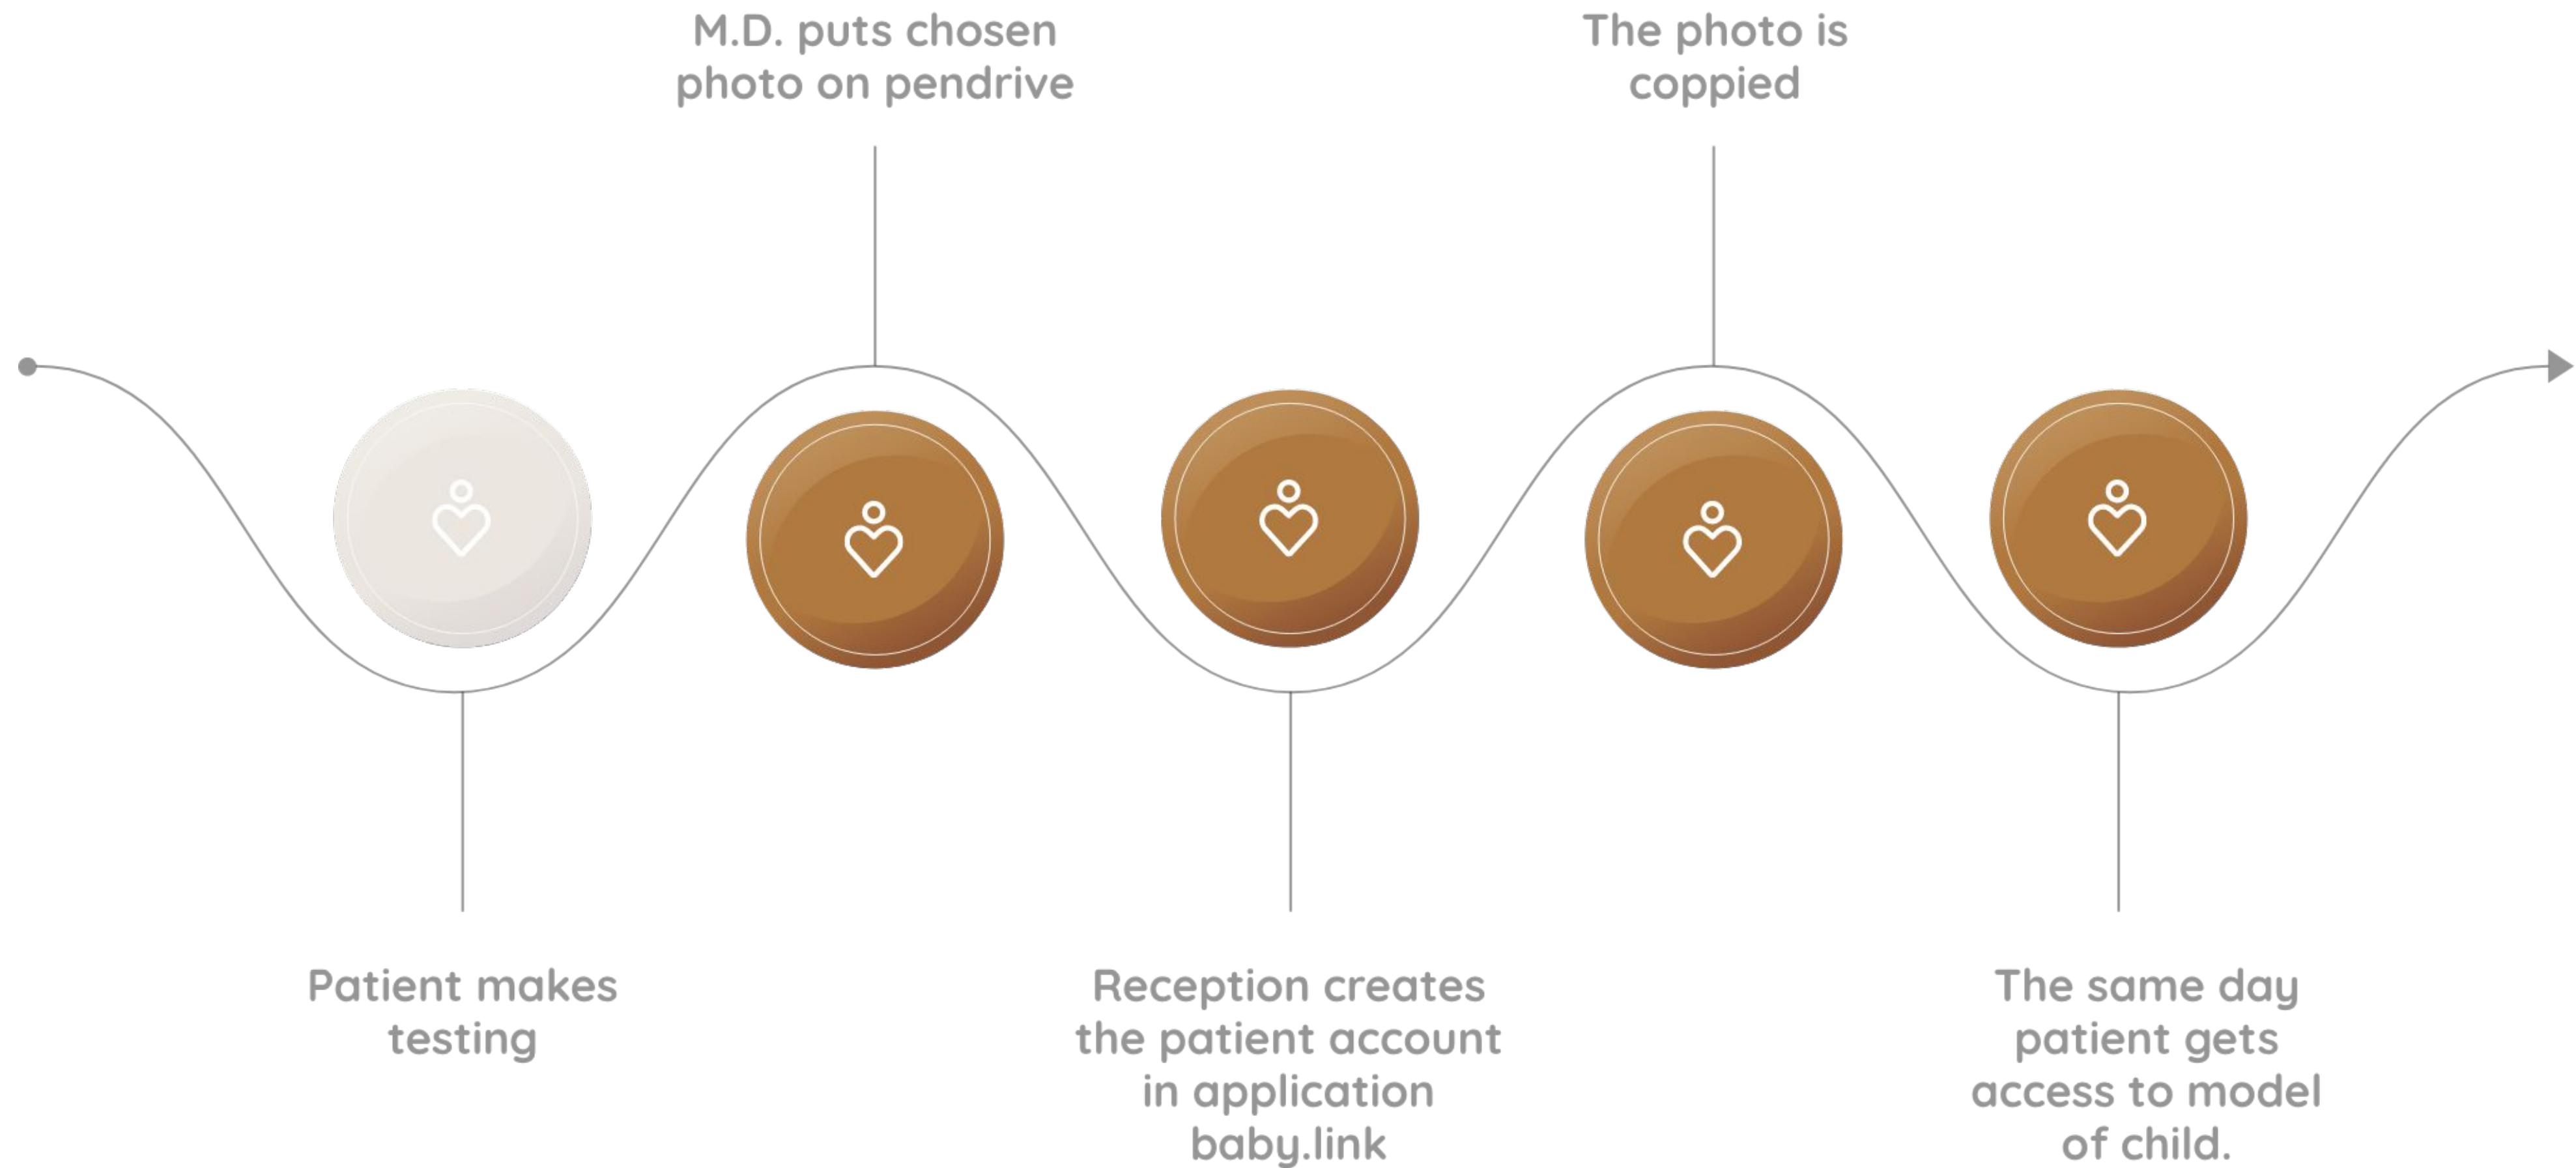 M.D. puts chosen
photo on pendrive
The photo is
coppied
Patient makes
testing
Reception creates
the patient account
in application
baby.link
The same day
patient gets
access to model
of child.